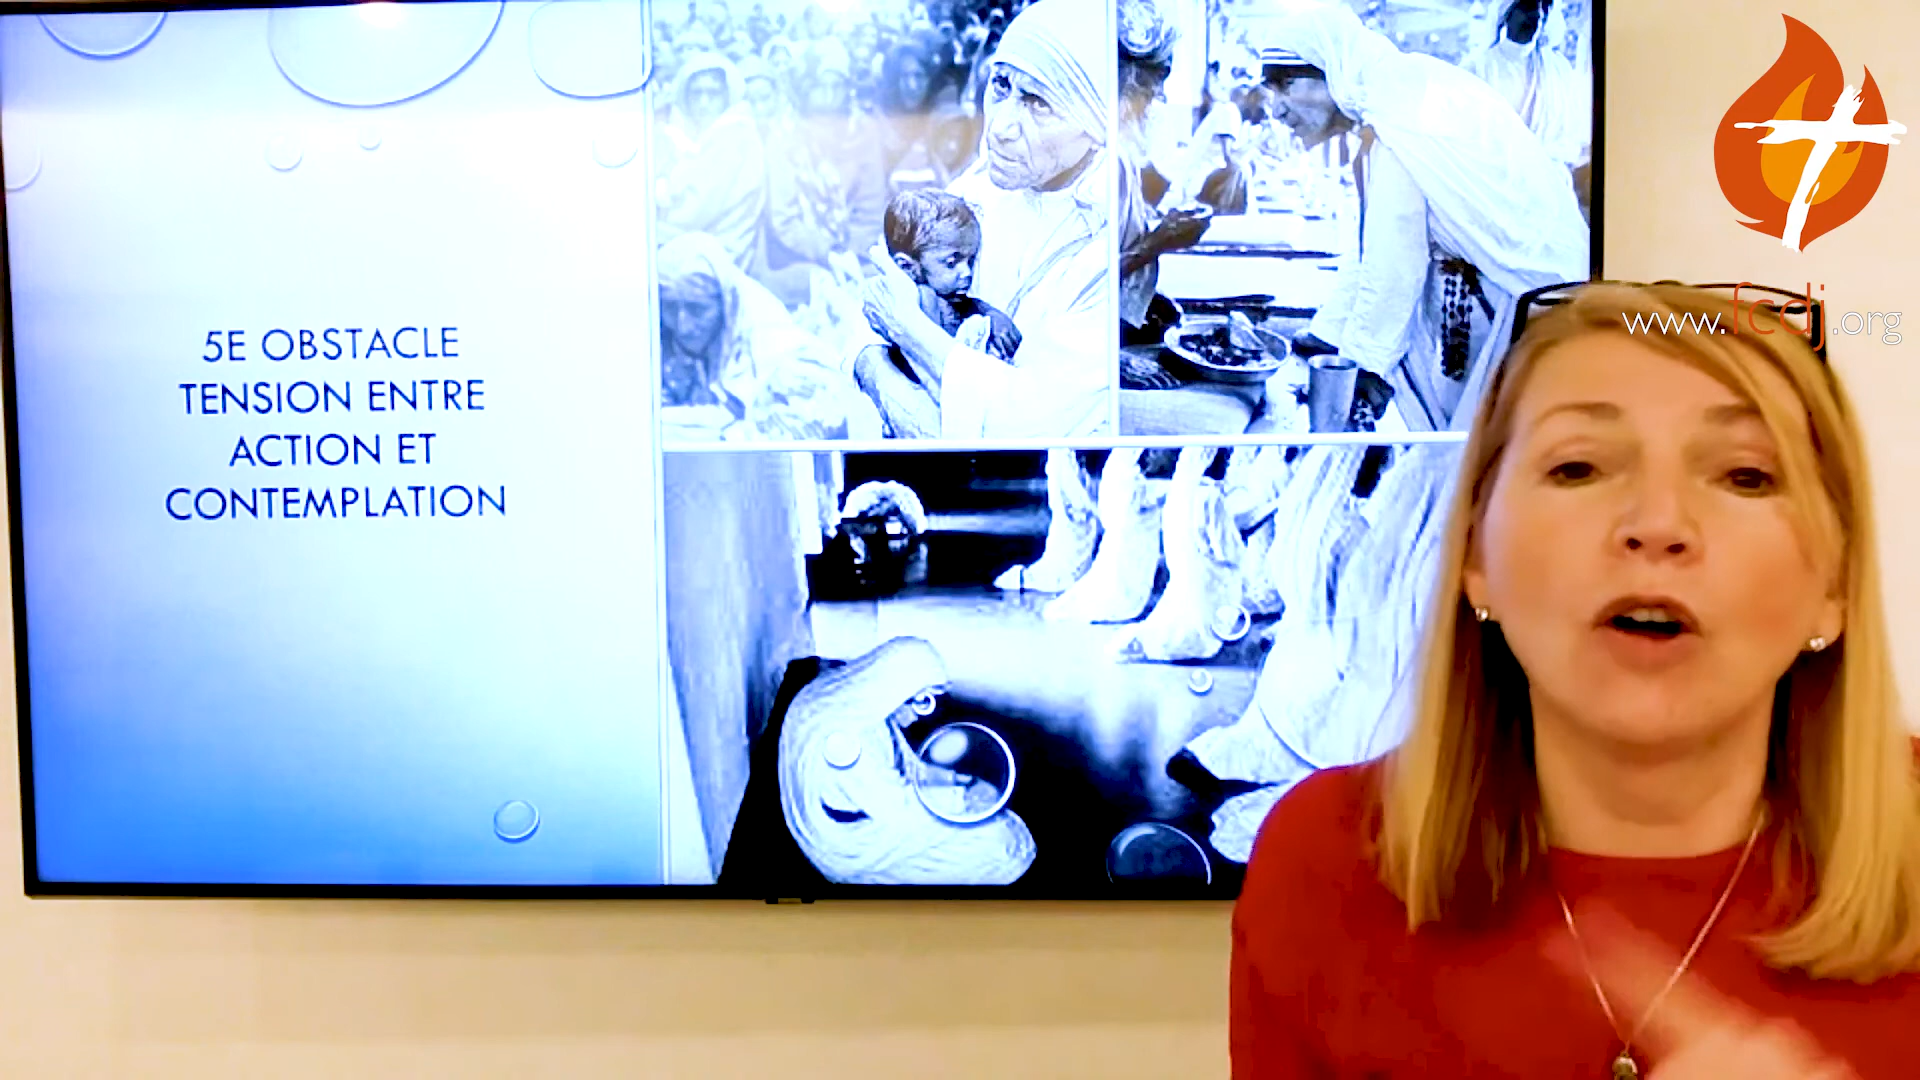 5E OBSTACLE
TENSION ENTRE
ACTION ET
CONTEMPLATION
www.fcdj.org